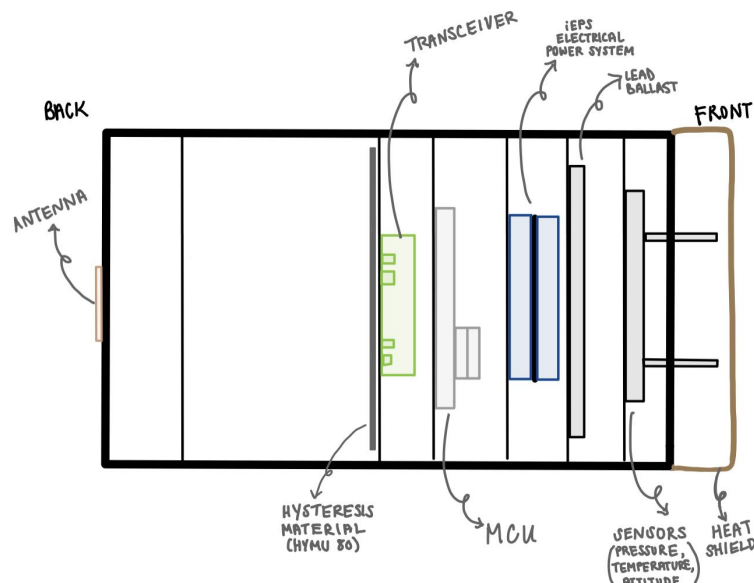 TRANSCEIVER
iEPS
ELECTRICAL
POWER SYSTEM
LEAD
BALLAST
BACK
FRONT
ANTENNA
HYSTERESIS
MATERIAL
(HYMU 80)
MCU
SENSORS
(PRESSURE,
TEMPERATURE,
ATTITUDE
HEAT
SHIELD